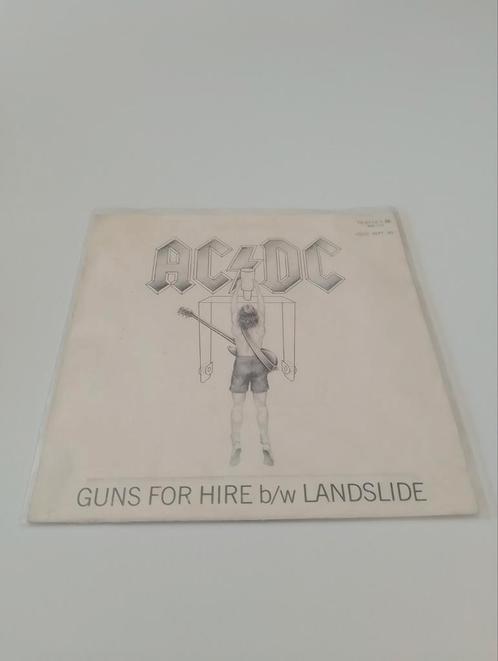 AC/DC
GUNS FOR HIRE b/w LANDSLIDE